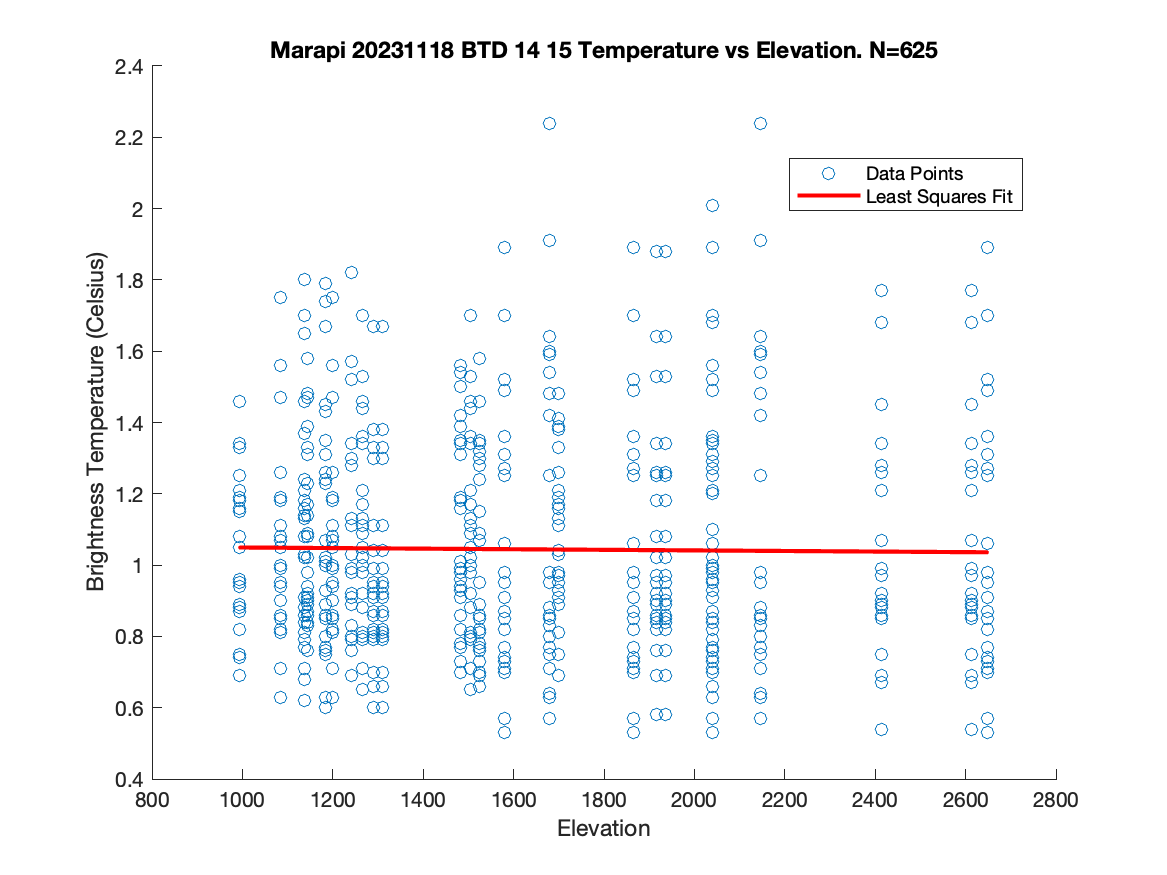 Marapi 20231118 BTD 14 15 Temperature vs Elevation. N=625
2.4
2.2
2
1.8
1.6
1.4
1.2
1
0.8
0.6
0.4
Brightness Temperature (Celsius)
Data Points
Least Squares Fit
800 1000 1200 1400 1600 1800 2000 2200 2400 2600 2800
Elevation